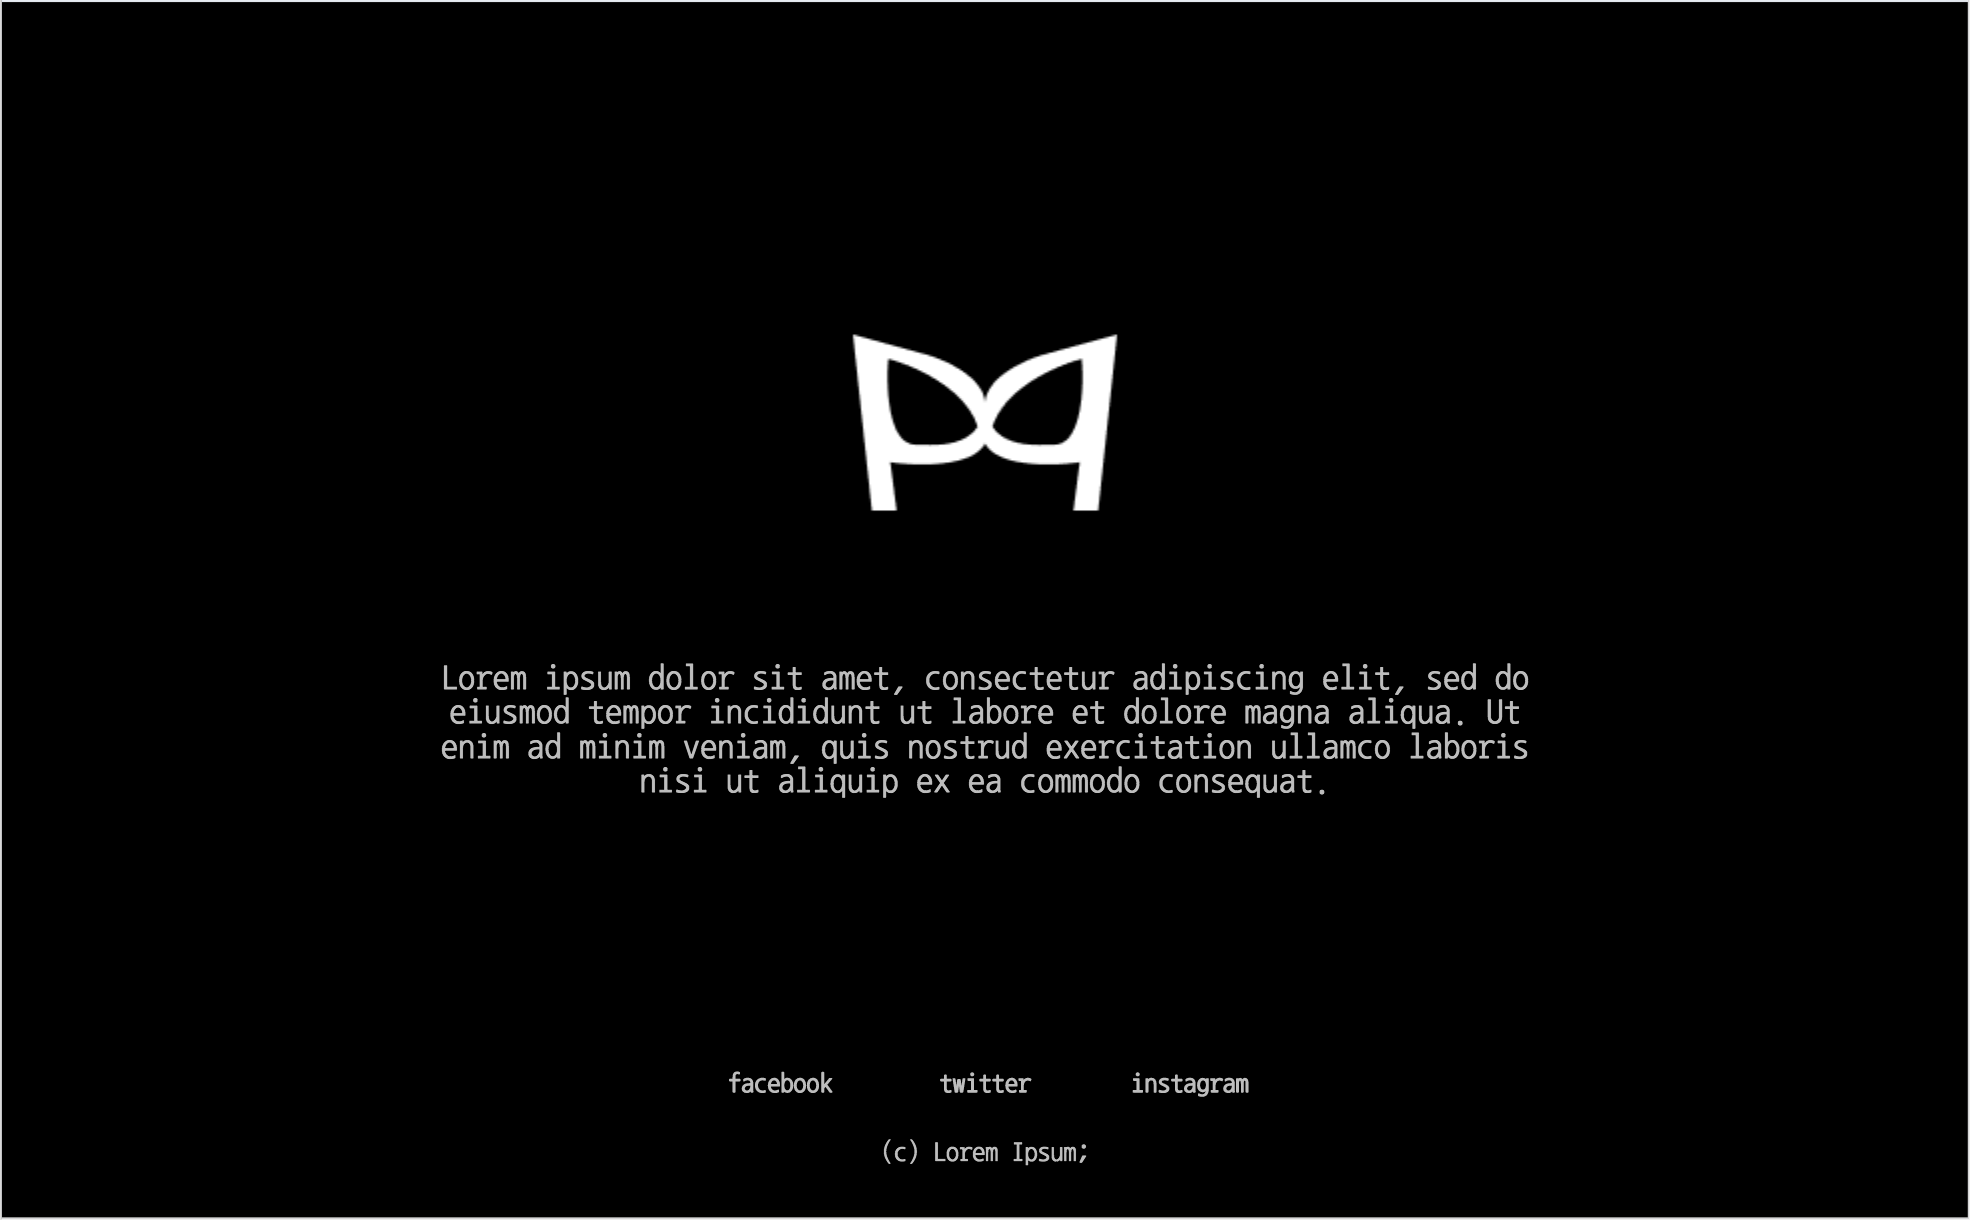 Lorem ipsum dolor sit amet, consectetur adipiscing elit, sed do
eiusmod tempor incididunt ut labore et dolore magna aliqua. Ut
enim ad minim veniam, quis nostrud exercitation ullamco laboris
nisi ut aliquip ex ea commodo consequat.
facebook twitter instagram
(c) Lorem Ipsum;